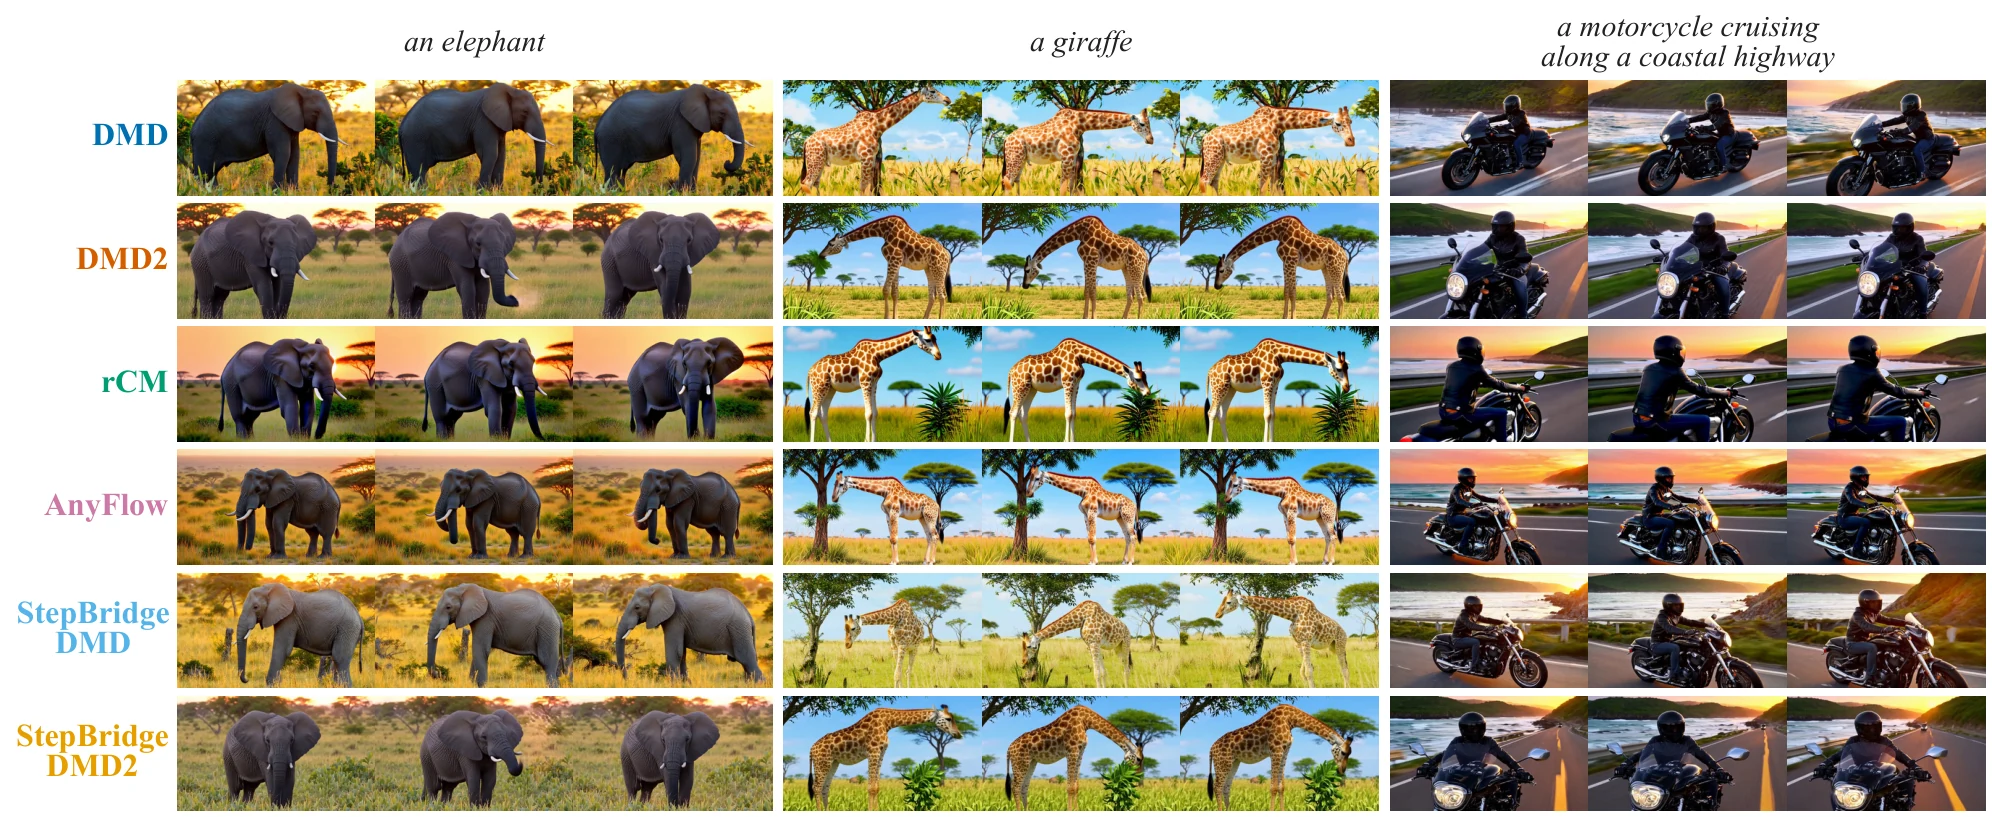 an elephant
a giraffe
a motorcycle cruising
along a coastal highway
DMD
DMD2
rCM
AnyFlow
StepBridge
DMD
StepBridge
DMD2